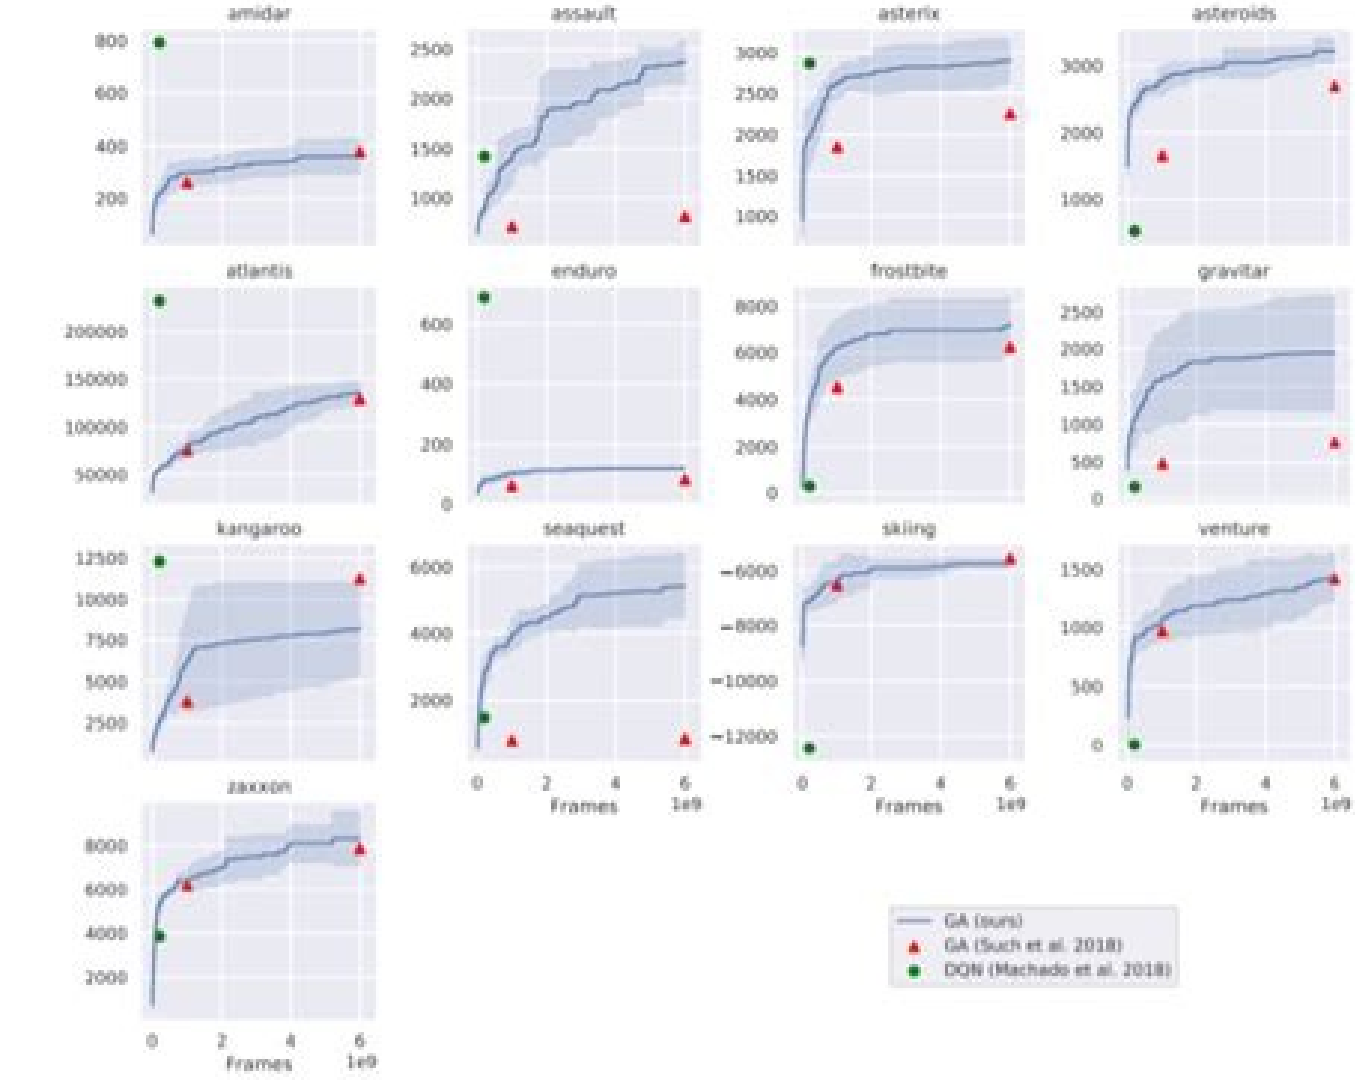 amidar
assault
asterix
asteroids
800
600
400
200
2500
2000
1500
1000
3000
2500
2000
1500
1000
3000
2000
1000
atlantis
enduro
frostbite
gravitar
200000
150000
100000
50000
600
400
200
0
8000
6000
4000
2000
0
2500
2000
1500
1000
500
0
kangaroo
seaquest
skiing
venture
12500
10000
7500
5000
2500
6000
4000
2000
−6000
−8000
−10000
−12000
1500
1000
500
0
0 2 4 6
Frames 1e9
0 2 4 6
Frames 1e9
0 2 4 6
Frames 1e9
zaxxon
8000
6000
4000
2000
0 2 4 6
Frames 1e9
GA (ours)
GA (Such et al. 2018)
DQN (Machado et al. 2018)